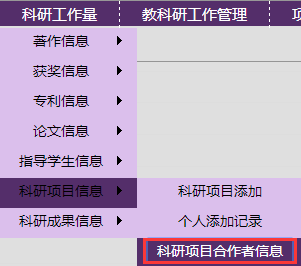 科研工作量 教科研工作管理
著作信息
获奖信息
专利信息
论文信息
指导学生信息
科研项目信息 科研项目添加
科研成果信息 个人添加记录
科研项目合作者信息